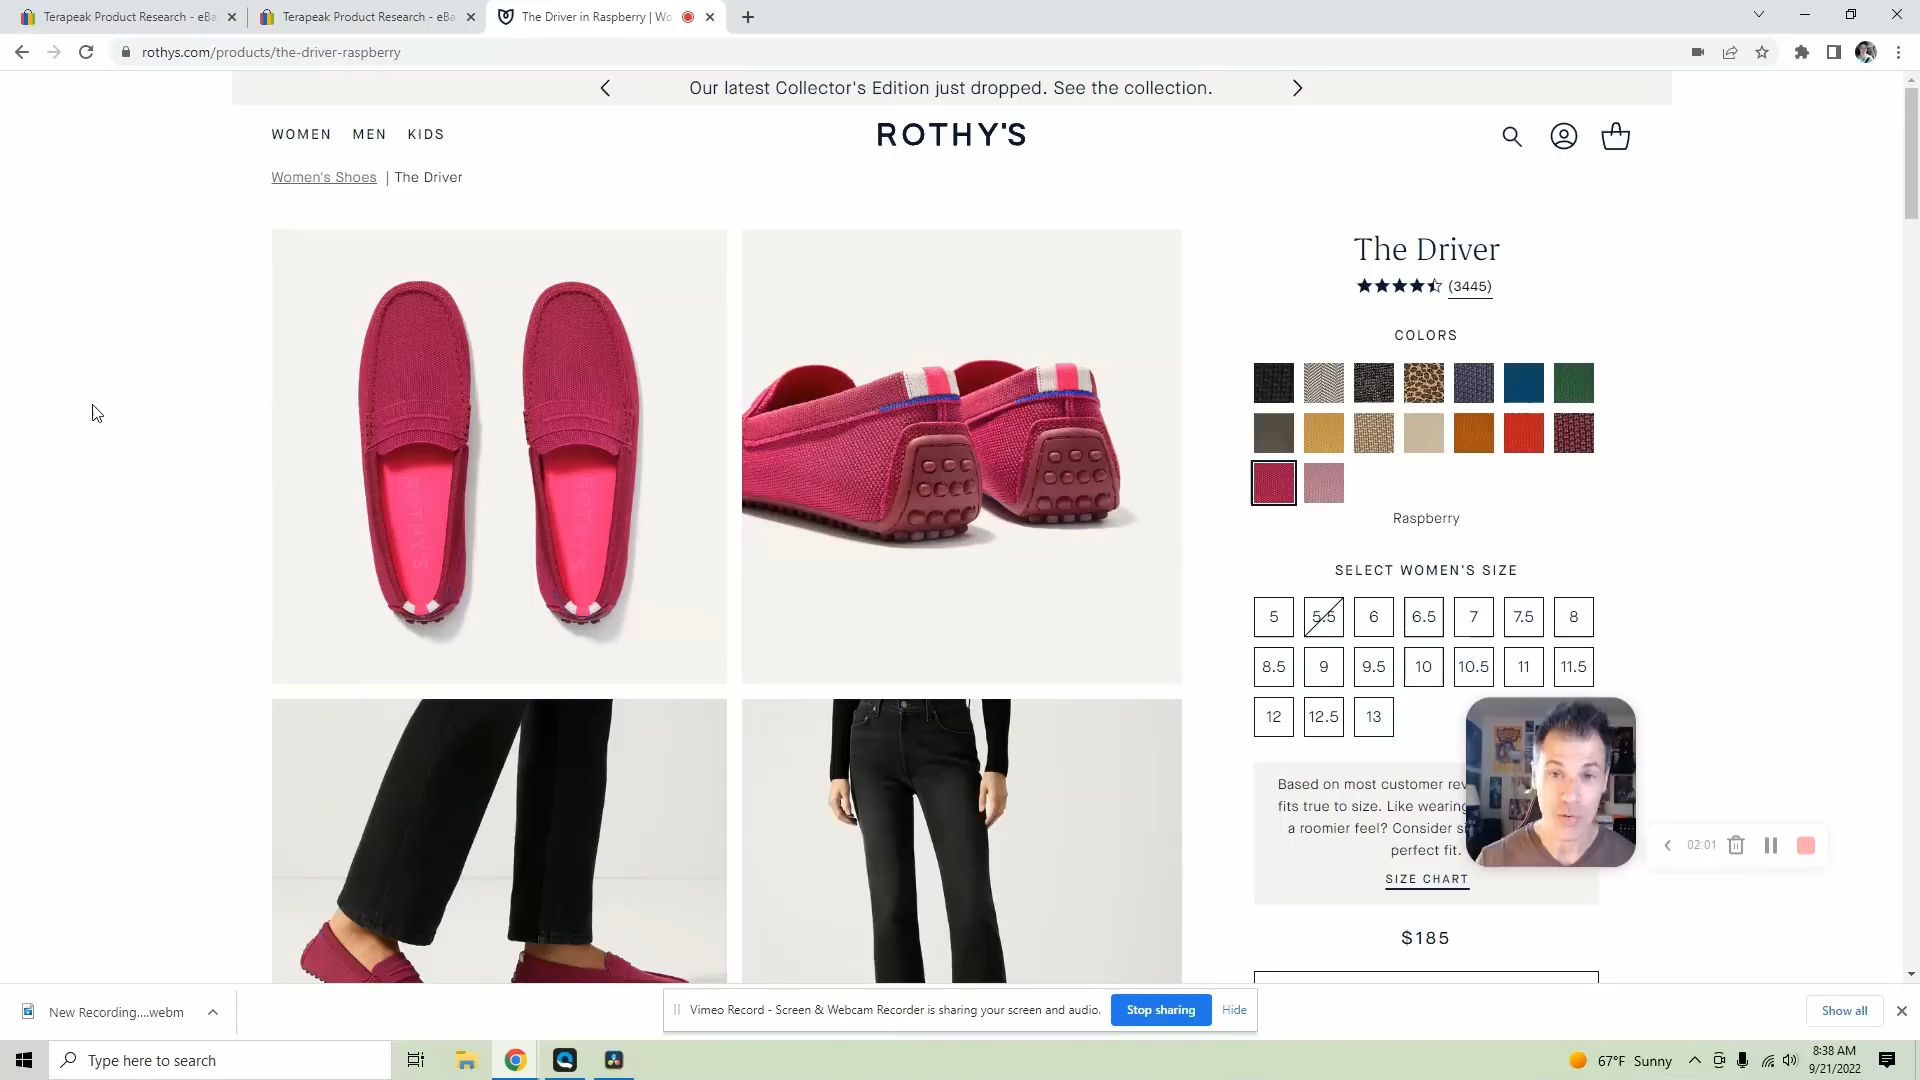 Terapeak Product Research - eBa
Terapeak Product Research - eBa
The Driver in Raspberry | Wo
rothys.com/products/the-driver-raspberry
Our latest Collector's Edition just dropped. See the collection.
WOMEN MEN KIDS
ROTHY'S
Women's Shoes | The Driver
The Driver
(3445)
COLORS
Raspberry
SELECT WOMEN'S SIZE
5 5.5 6 6.5 7 7.5 8
8.5 9 9.5 10 10.5 11 11.5
12 12.5 13
Based on most customer rev
fits true to size. Like wearing
a roomier feel? Consider si
perfect fit.
SIZE CHART
$185
ROTHY'S
ROTHY'S
02:01
New Recording....webm
Vimeo Record - Screen & Webcam Recorder is sharing your screen and audio.
Stop sharing
Hide
Show all
Type here to search
67°F Sunny
8:38 AM
9/21/2022